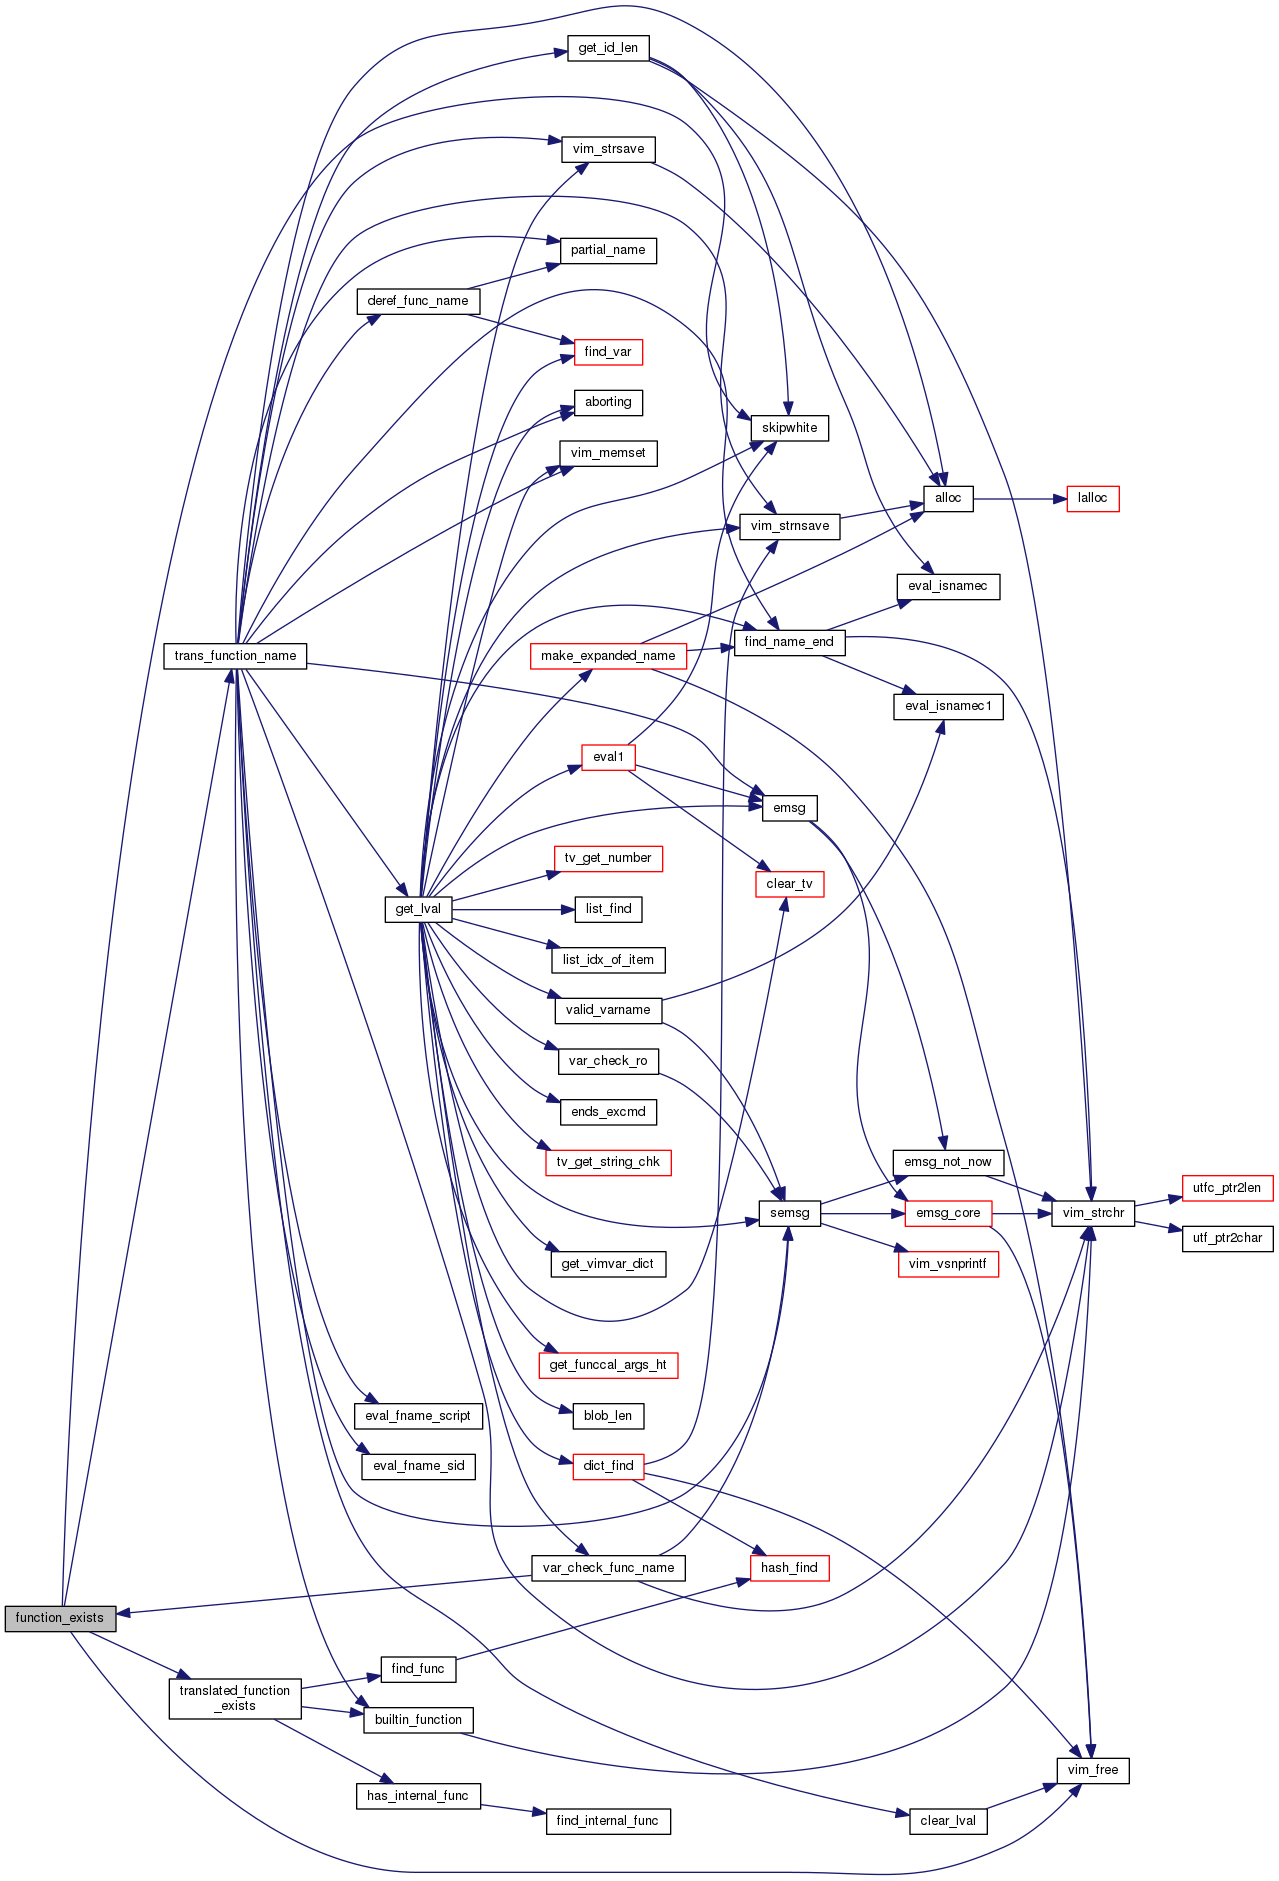 get_id_len
vim_strsave
partial_name
deref_func_name
find_var
aborting
skipwhite
vim_memset
alloc
lalloc
vim_strnsave
eval_isnamec
find_name_end
trans_function_name
make_expanded_name
eval_isnamec1
eval1
emsg
tv_get_number
clear_tv
get_lval
list_find
list_idx_of_item
valid_varname
var_check_ro
ends_excmd
tv_get_string_chk
emsg_not_now
utfc_ptr2len
semsg
emsg_core
vim_strchr
utf_ptr2char
get_vimvar_dict
vim_vsnprintf
get_funccal_args_ht
eval_fname_script
blob_len
eval_fname_sid
dict_find
var_check_func_name
hash_find
function_exists
find_func
translated_function
_exists
builtin_function
vim_free
has_internal_func
find_internal_func
clear_lval